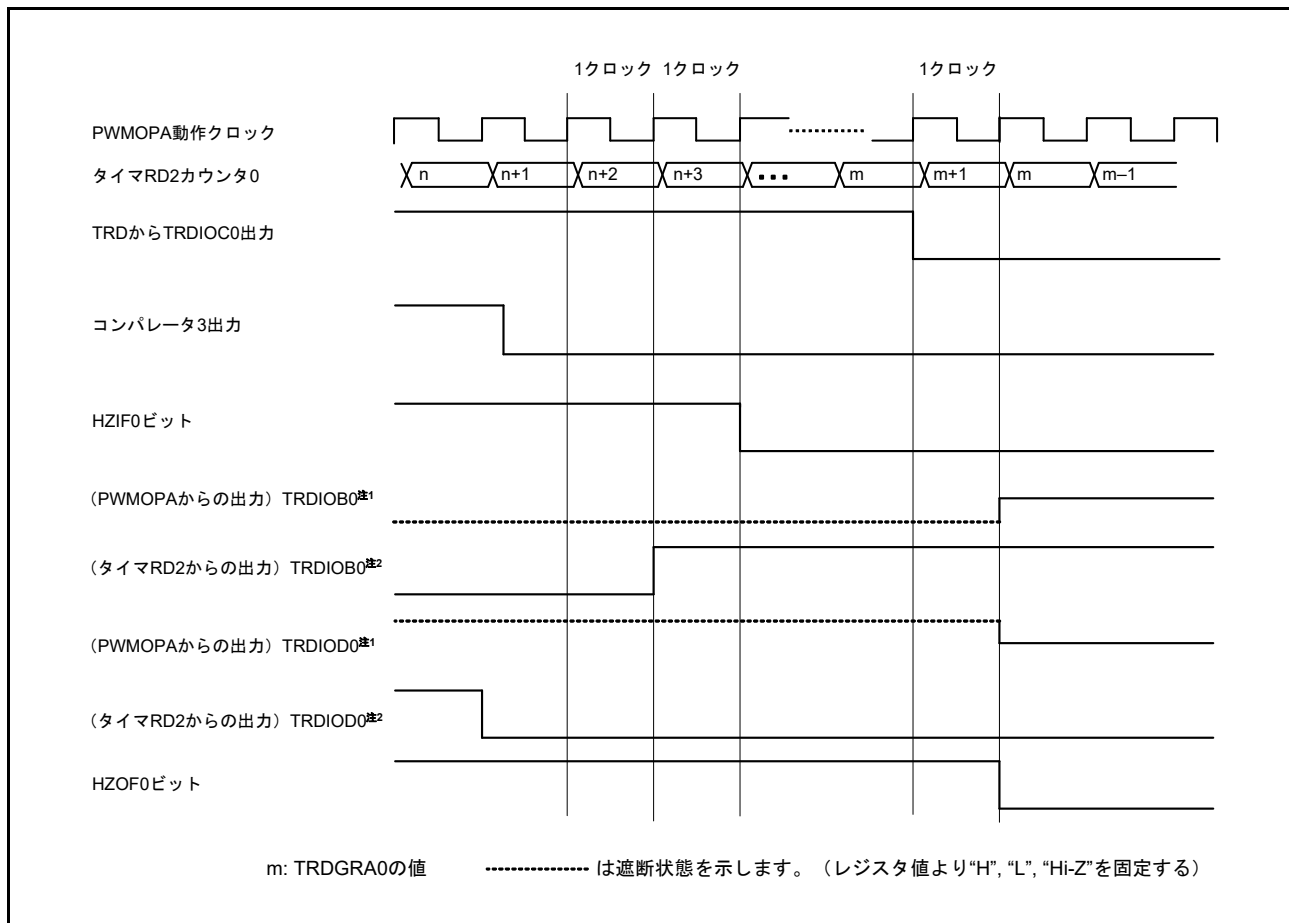 1クロック 1クロック 1クロック
PWMOPA動作クロック
タイマRD2カウンタ0 n n+1 n+2 n+3 ▪▪▪ m m+1 m m–1
TRDからTRDIOC0出力
コンパレータ3出力
HZIF0ビット
（PWMOPAからの出力）TRDIOB0注1
（タイマRD2からの出力）TRDIOB0注2
（PWMOPAからの出力）TRDIOD0注1
（タイマRD2からの出力）TRDIOD0注2
HZOF0ビット
m: TRDGRA0の値 は遮断状態を示します。（レジスタ値より“H”, “L”, “Hi-Z”を固定する）